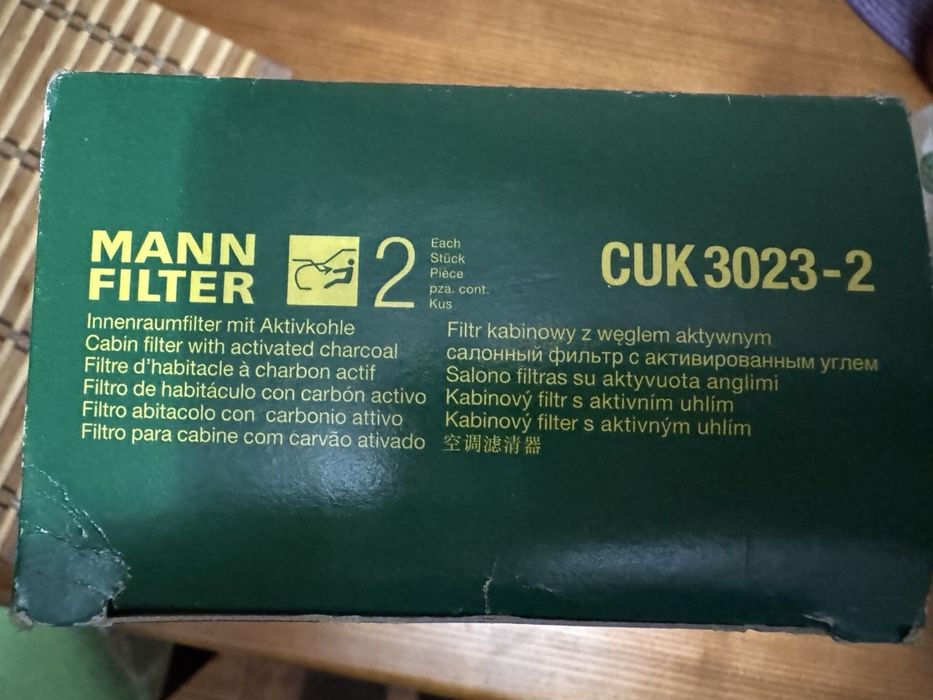 MANN
FILTER
2
Each
Stück
Pièce
pza. cont.
Kus
CUK 3023-2
Innenraumfilter mit Aktivkohle
Cabin filter with activated charcoal
Filtre d'habitacle à charbon actif
Filtro de habitáculo con carbón activo
Filtro abitacolo con carbonio attivo
Filtro para cabine com carvão ativado
Filtr kabinowy z węglem aktywnym
салонный фильтр с активированным углем
Salono filtras su aktyvuota anglimi
Kabinový filtr s aktivním uhlím
Kabinový filter s aktivným uhlím
空调滤清器